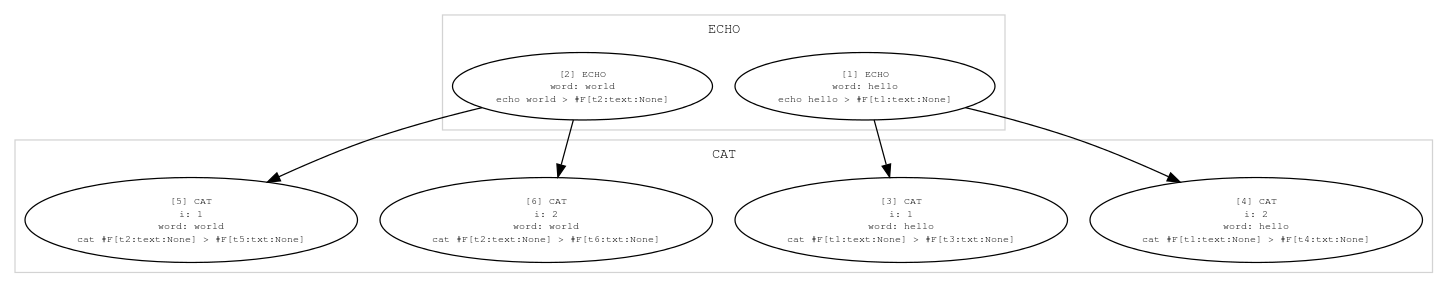 ECHO
[2] ECHO
word: world
echo world > #F[t2:text:None]
[1] ECHO
word: hello
echo hello > #F[t1:text:None]
CAT
[5] CAT
i: 1
word: world
cat #F[t2:text:None] > #F[t5:txt:None]
[6] CAT
i: 2
word: world
cat #F[t2:text:None] > #F[t6:txt:None]
[3] CAT
i: 1
word: hello
cat #F[t1:text:None] > #F[t3:txt:None]
[4] CAT
i: 2
word: hello
cat #F[t1:text:None] > #F[t4:txt:None]